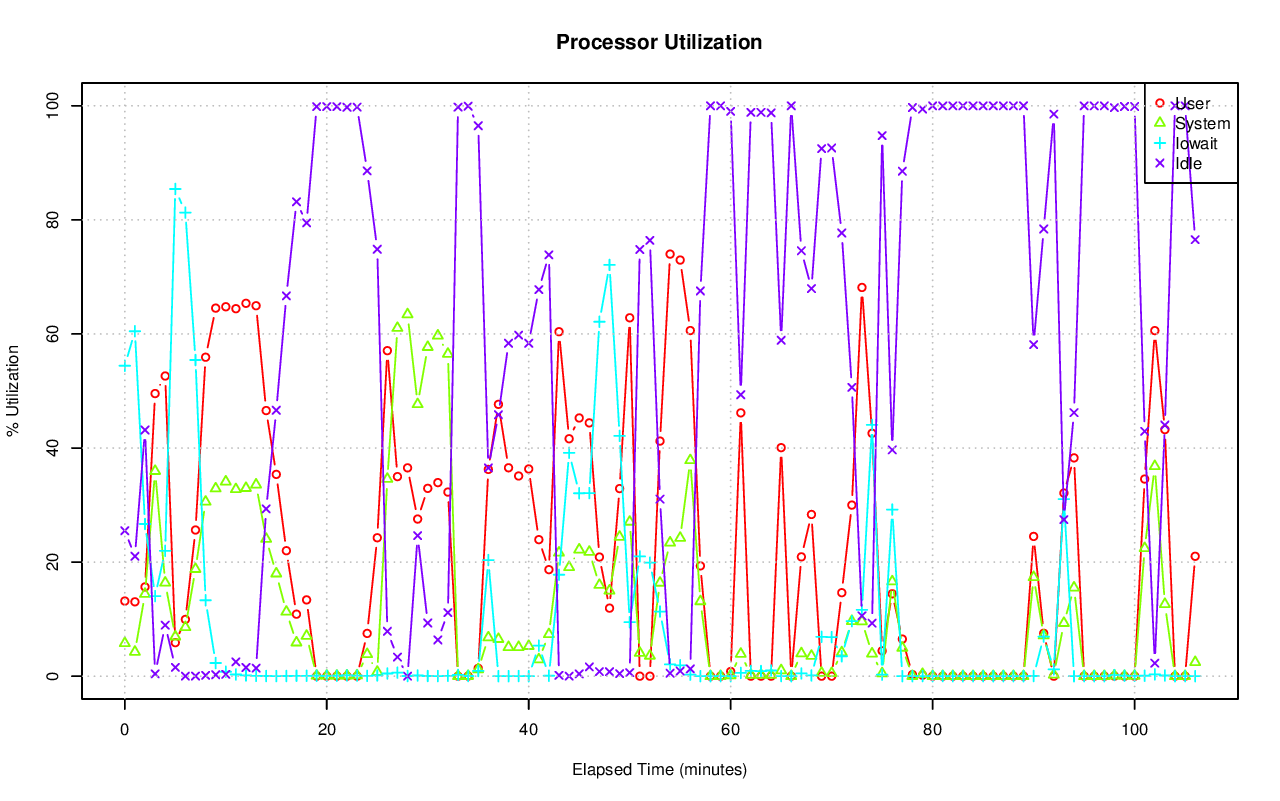 Processor Utilization
100
80
60
40
20
0
% Utilization
User
System
Iowait
Idle
0 20 40 60 80 100
Elapsed Time (minutes)